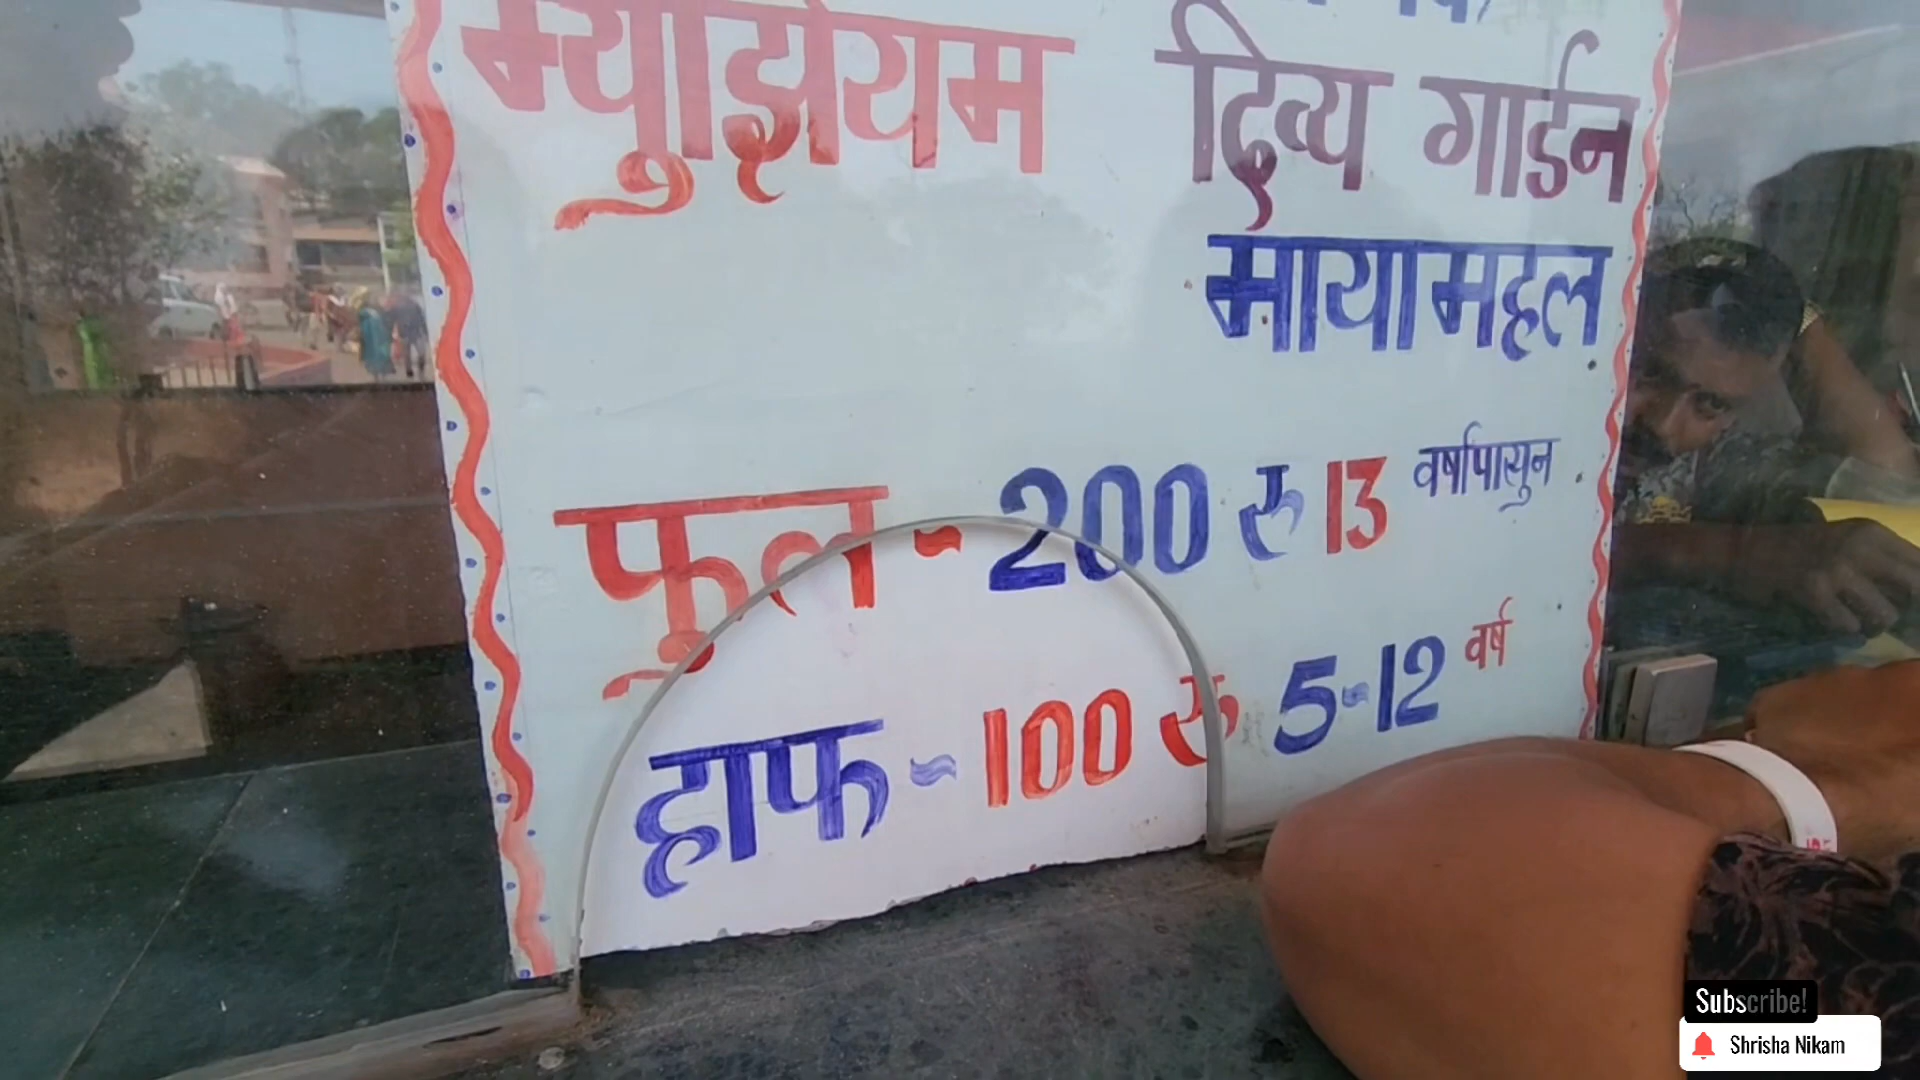 म्युझियम दिव्य गार्डन
मायामहल
फुल - 200 रु 13 वर्षापासुन
हाफ - 100 रु 5-12 वर्ष
Subscribe!
Shrisha Nikam